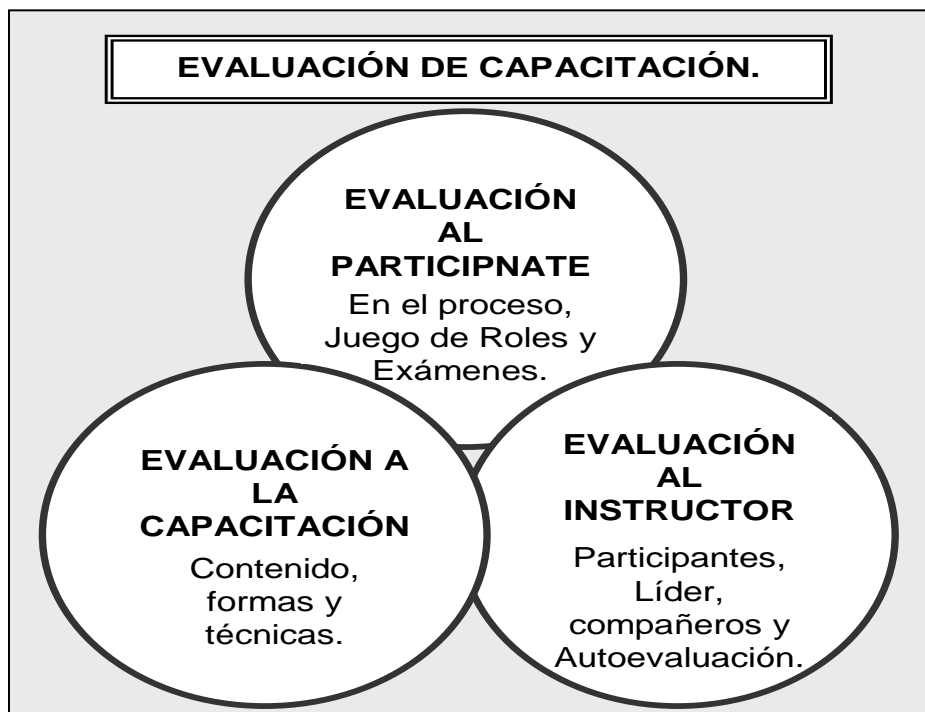 EVALUACIÓN DE CAPACITACIÓN.
EVALUACIÓN
AL
PARTICIPNATE
En el proceso,
Juego de Roles y
Exámenes.
EVALUACIÓN A
LA
CAPACITACIÓN
Contenido,
formas y
técnicas.
EVALUACIÓN
AL
INSTRUCTOR
Participantes,
Líder,
compañeros y
Autoevaluación.